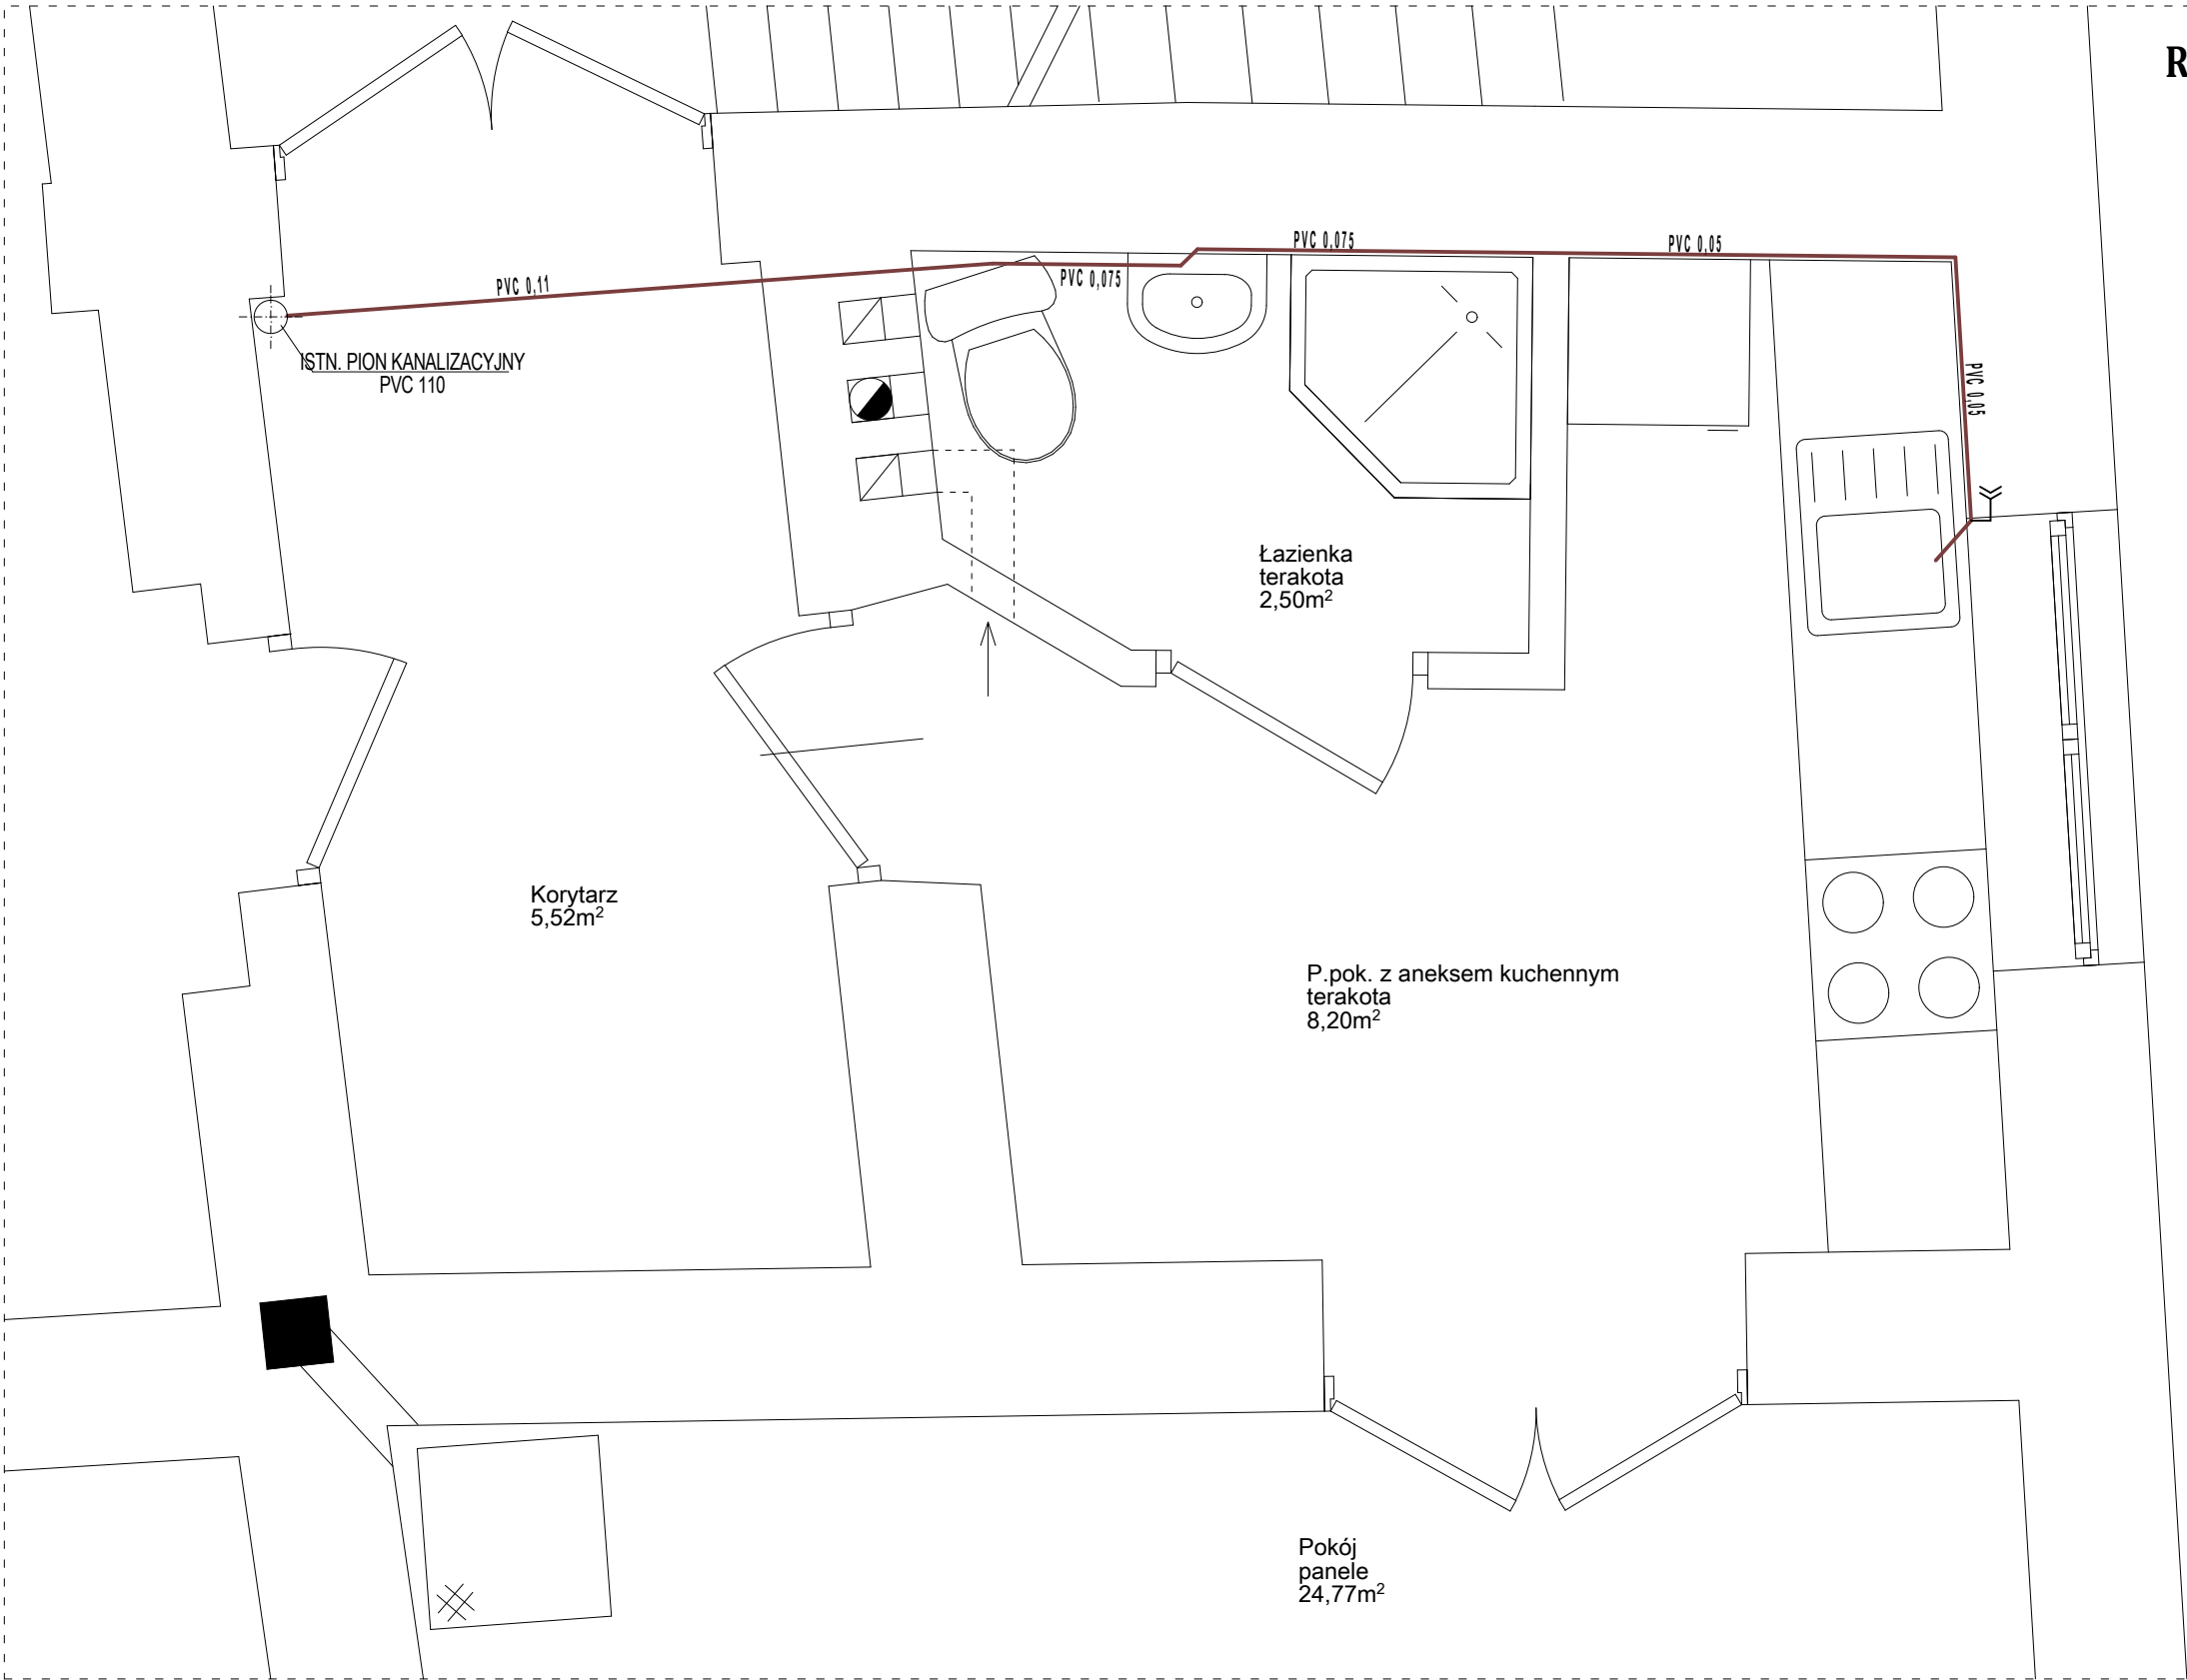 R
PVC 0,11
PVC 0,075
PVC 0,075
PVC 0,05
PVC 0,05
ISTN. PION KANALIZACYJNY
PVC 110
Łazienka
terakota
2,50m²
Korytarz
5,52m²
P.pok. z aneksem kuchennym
terakota
8,20m²
Pokój
panele
24,77m²